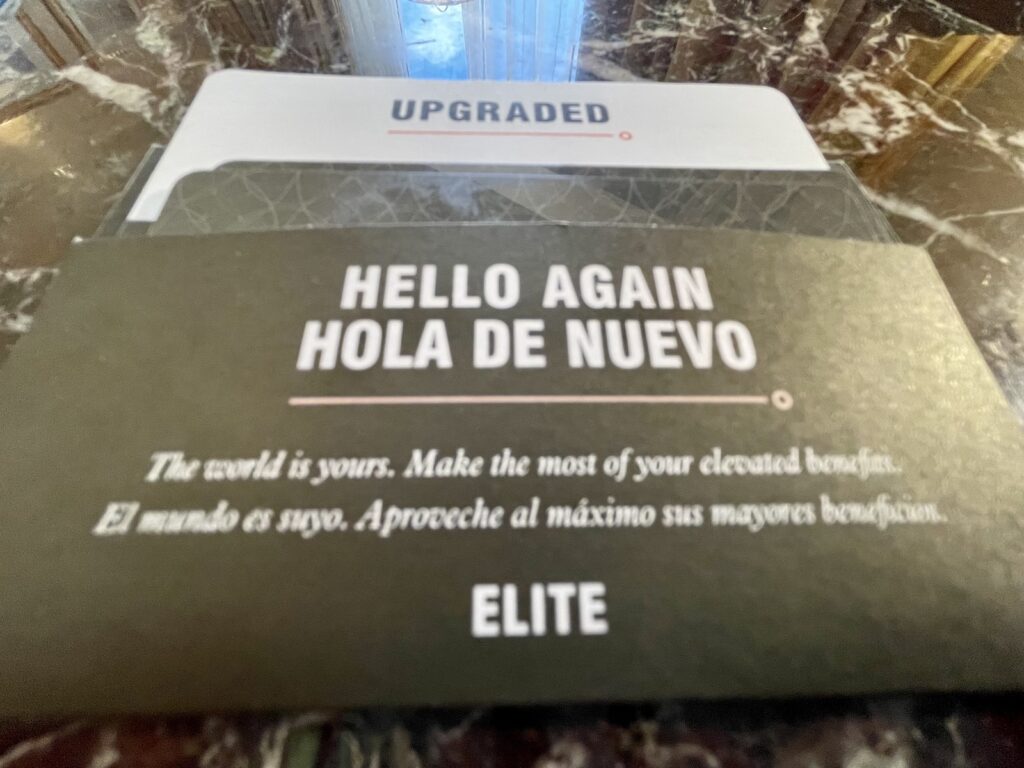 UPGRADED
HELLO AGAIN
HOLA DE NUEVO
The world is yours. Make the most of your elevated benefits.
El mundo es suyo. Aproveche al máximo sus mayores beneficios.
ELITE